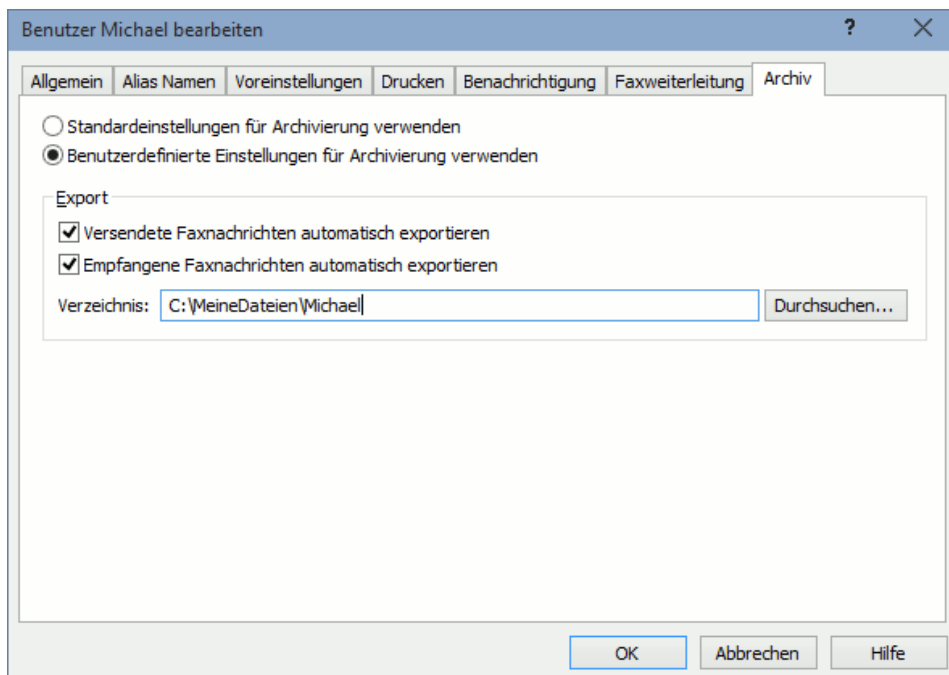 Benutzer Michael bearbeiten ?
Allgemein Alias Namen Voreinstellungen Drucken Benachrichtigung Faxweiterleitung Archiv
Standardeinstellungen für Archivierung verwenden
Benutzerdefinierte Einstellungen für Archivierung verwenden
Export
Versendete Faxnachrichten automatisch exportieren
Empfangene Faxnachrichten automatisch exportieren
Verzeichnis: C:\MeineDateien\Michael Durchsuchen...
OK Abbrechen Hilfe